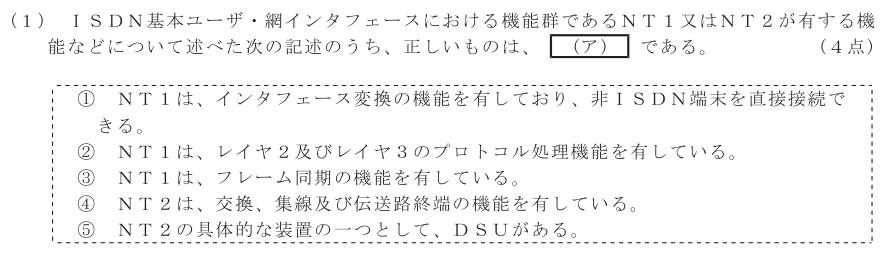 (１) ＩＳＤＮ基本ユーザ・網インタフェースにおける機能群であるＮＴ１又はＮＴ２が有する機
能などについて述べた次の記述のうち、正しいものは、 (ア) である。 (４点)
① ＮＴ１は、インタフェース変換の機能を有しており、非ＩＳＤＮ端末を直接接続で
きる。
② ＮＴ１は、レイヤ２及びレイヤ３のプロトコル処理機能を有している。
③ ＮＴ１は、フレーム同期の機能を有している。
④ ＮＴ２は、交換、集線及び伝送路終端の機能を有している。
⑤ ＮＴ２の具体的な装置の一つとして、ＤＳＵがある。